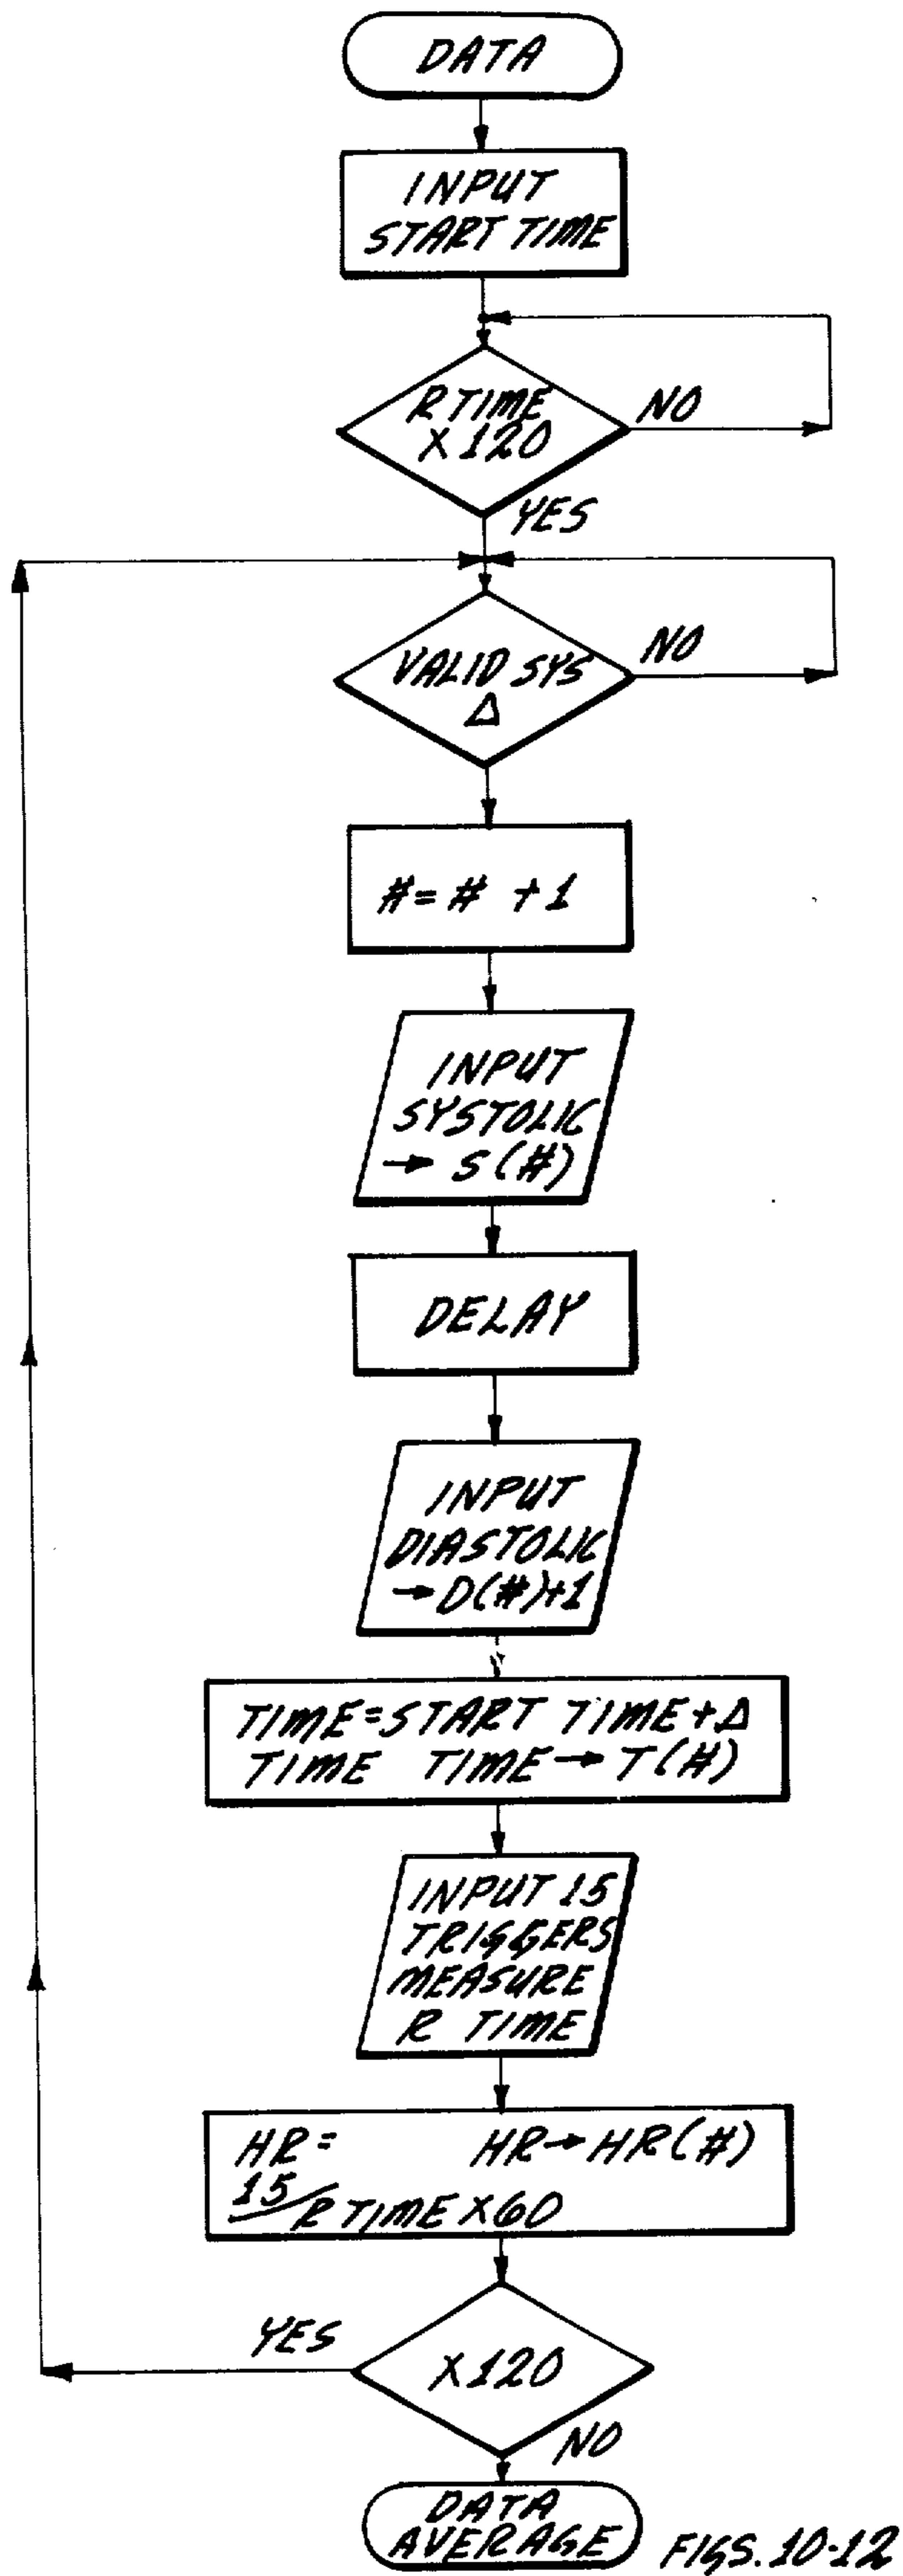 DATA
INPUT
START TIME
R TIME
X 120
NO
YES
VALID SYS
Δ
NO
#= # +1
INPUT
SYSTOLIC
→ S(#)
DELAY
INPUT
DIASTOLIC
→ D(#)+1
TIME=START TIME+Δ
TIME TIME→T(#)
INPUT 15
TRIGGERS
MEASURE
R TIME
HR= HR→HR(#)
15/R TIME X60
YES
X120
NO
DATA
AVERAGE
FIGS. 10-12